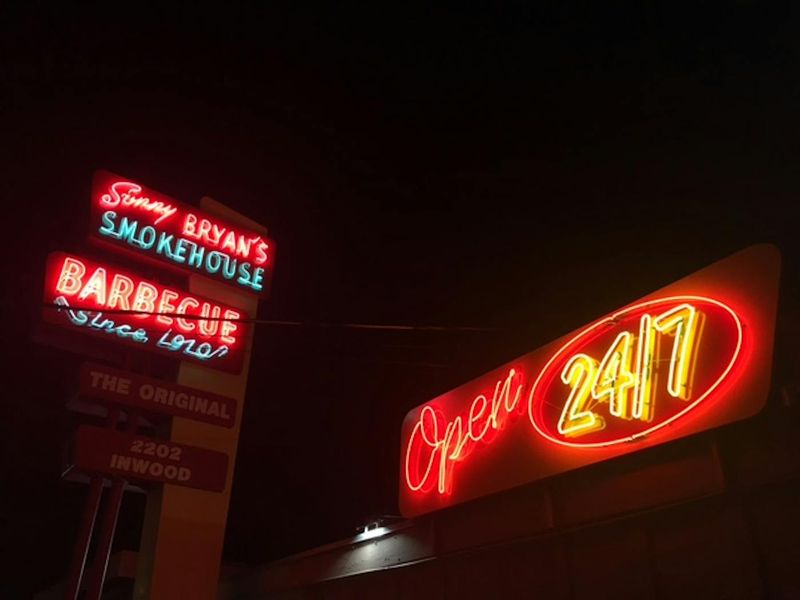 Sonny BRYAN'S
SMOKEHOUSE
BARBECUE
Since 1910
THE ORIGINAL
2202
INWOOD
Open 24/7